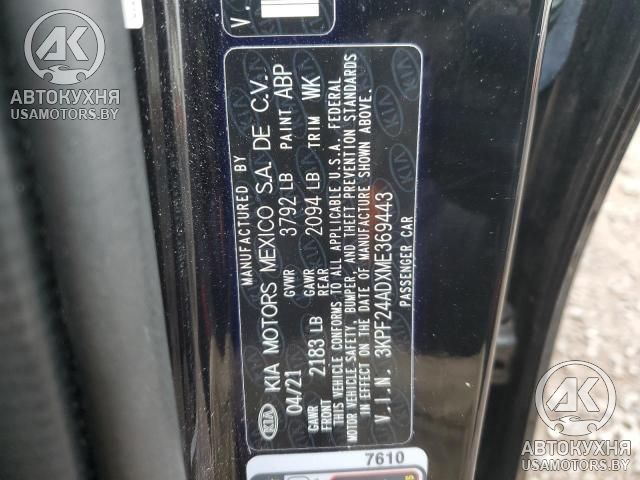 AK
АВТОКУХНЯ
USAMOTORS.BY
V.
MANUFACTURED BY
KIA KIA MOTORS MEXICO S.A. DE C.V.
04/21 GVWR 3792 LB PAINT ABP
GAWR FRONT 2183 LB GAWR REAR 2094 LB TRIM WK
THIS VEHICLE CONFORMS TO ALL APPLICABLE U.S.A. FEDERAL
MOTOR VEHICLE SAFETY, BUMPER, AND THEFT PREVENTION STANDARDS
IN EFFECT ON THE DATE OF MANUFACTURE SHOWN ABOVE.
V.I.N. 3KPF24ADXME369443
PASSENGER CAR
7610
AK
АВТОКУХНЯ
USAMOTORS.BY